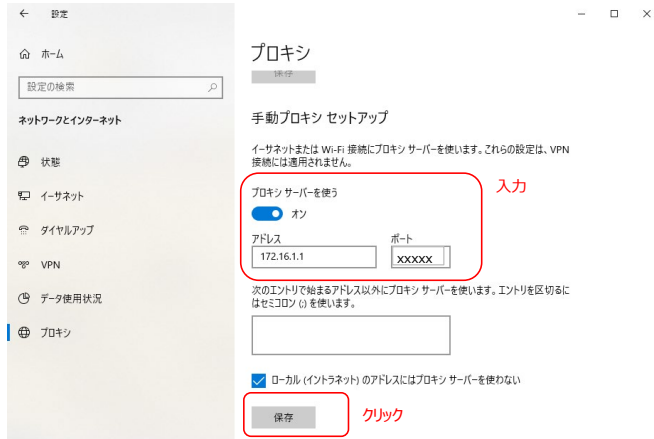 設定
ホーム
設定の検索
ネットワークとインターネット
状態
イーサネット
ダイヤルアップ
VPN
データ使用状況
プロキシ
プロキシ
保存
手動プロキシ セットアップ
イーサネットまたは Wi-Fi 接続にプロキシ サーバーを使います。これらの設定は、VPN
接続には適用されません。
プロキシ サーバーを使う
オン
入力
アドレス
ポート
172.16.1.1
xxxxx
次のエントリで始まるアドレス以外にプロキシ サーバーを使います。エントリを区切るに
はセミコロン (;) を使います。
ローカル (イントラネット) のアドレスにはプロキシ サーバーを使わない
保存
クリック